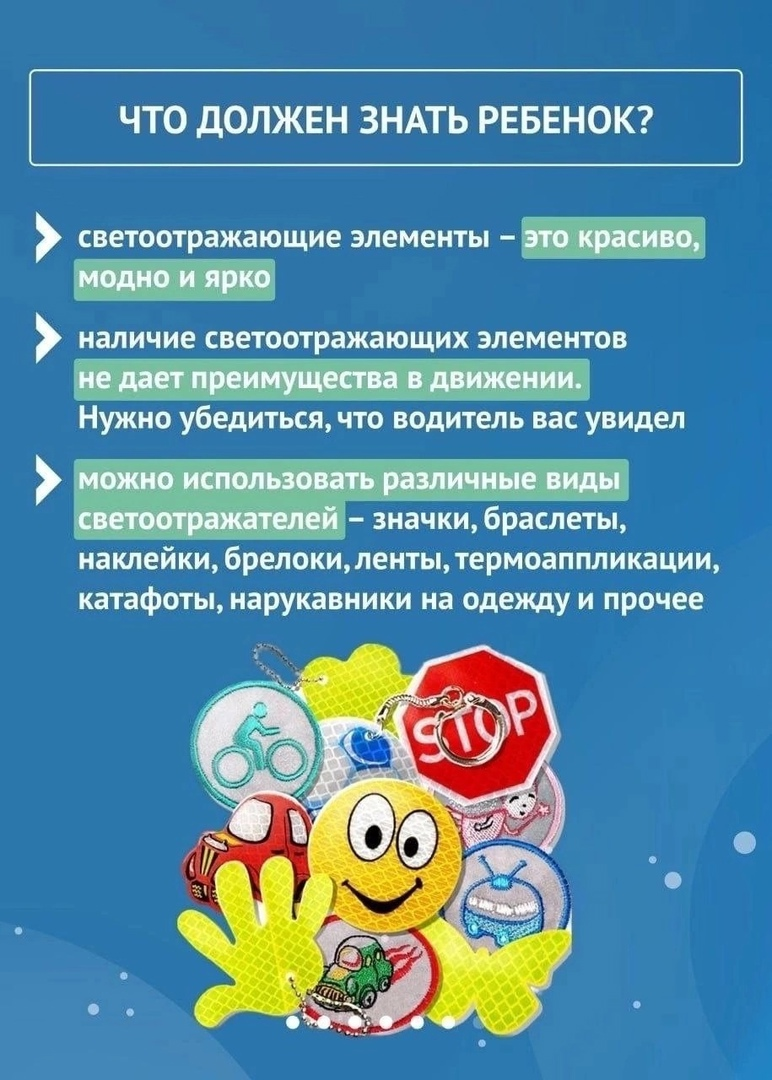 ЧТО ДОЛЖЕН ЗНАТЬ РЕБЕНОК?
светоотражающие элементы – это красиво,
модно и ярко
наличие светоотражающих элементов
не дает преимущества в движении.
Нужно убедиться, что водитель вас увидел
можно использовать различные виды
светоотражателей – значки, браслеты,
наклейки, брелоки, ленты, термоаппликации,
катафоты, нарукавники на одежду и прочее
STOP